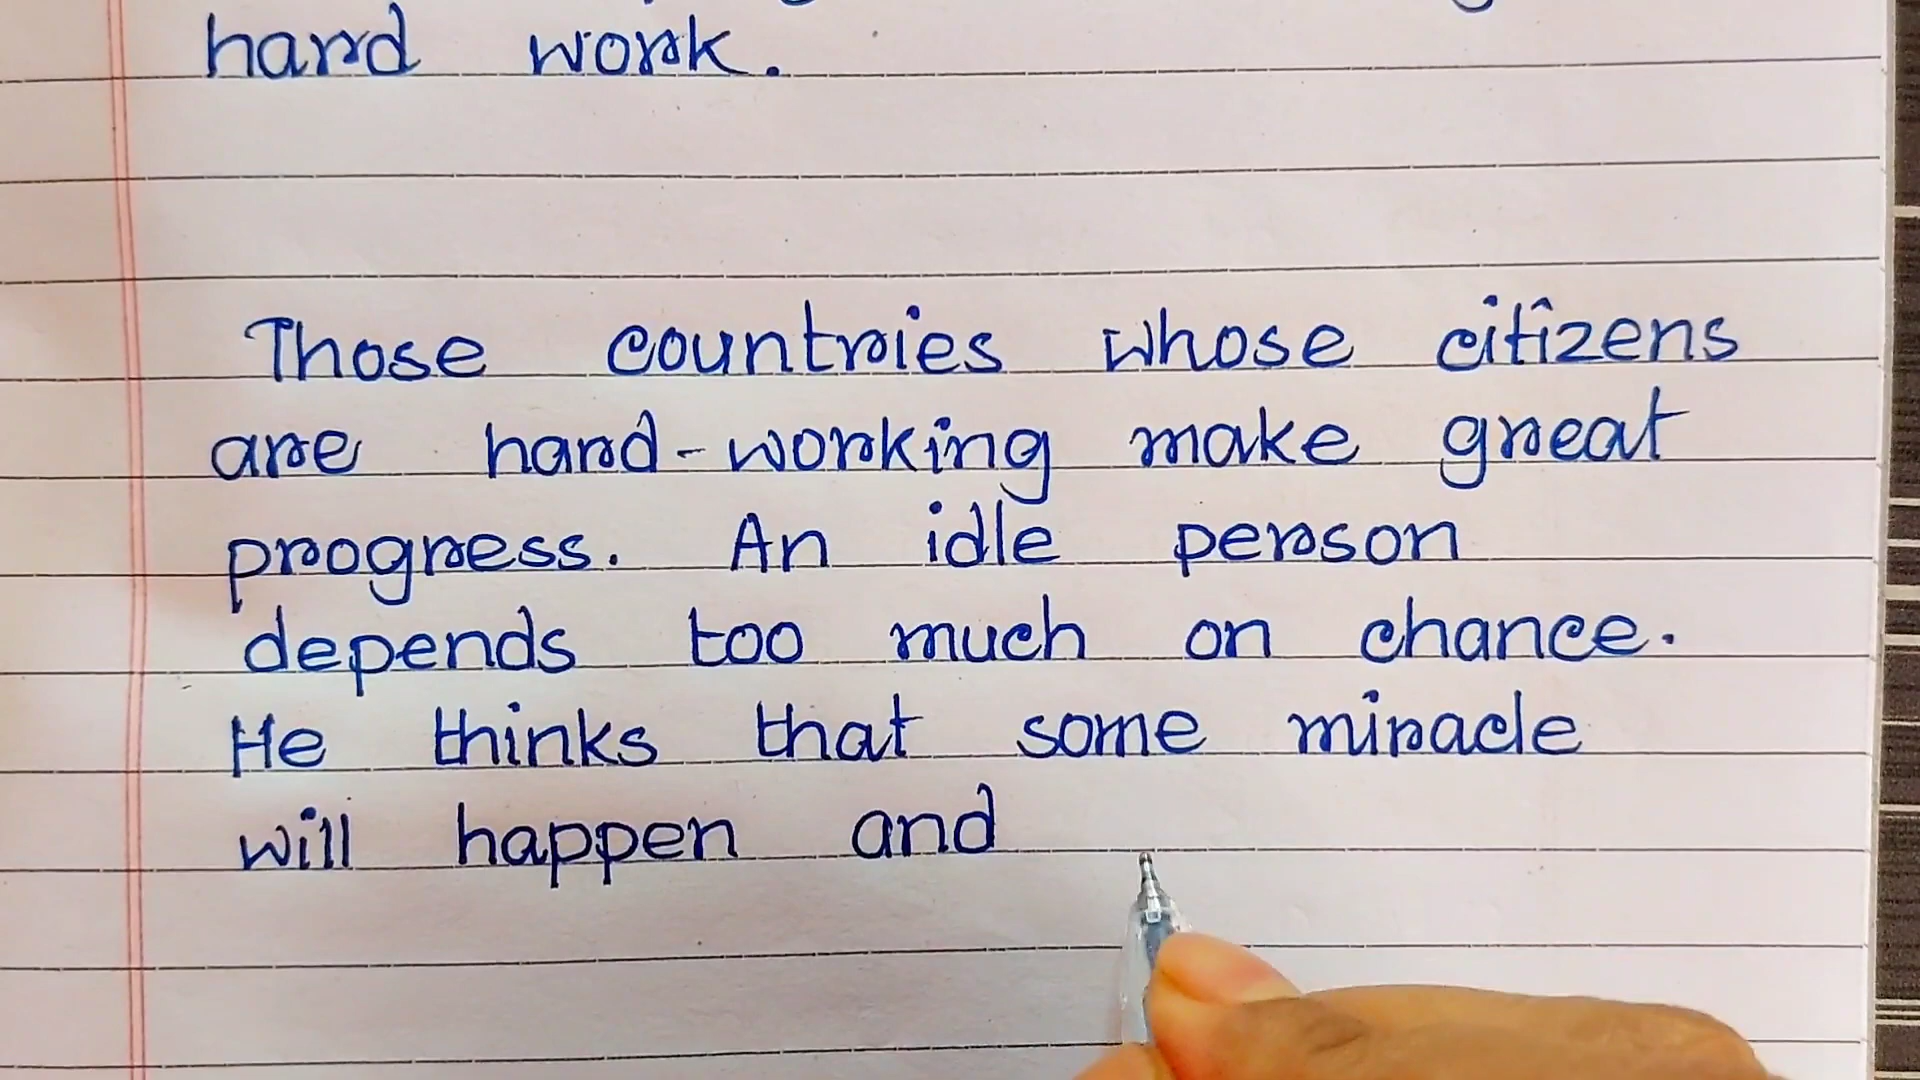 hard work.
Those countries whose citizens
are hard-working make great
progress. An idle person
depends too much on chance.
He thinks that some miracle
will happen and